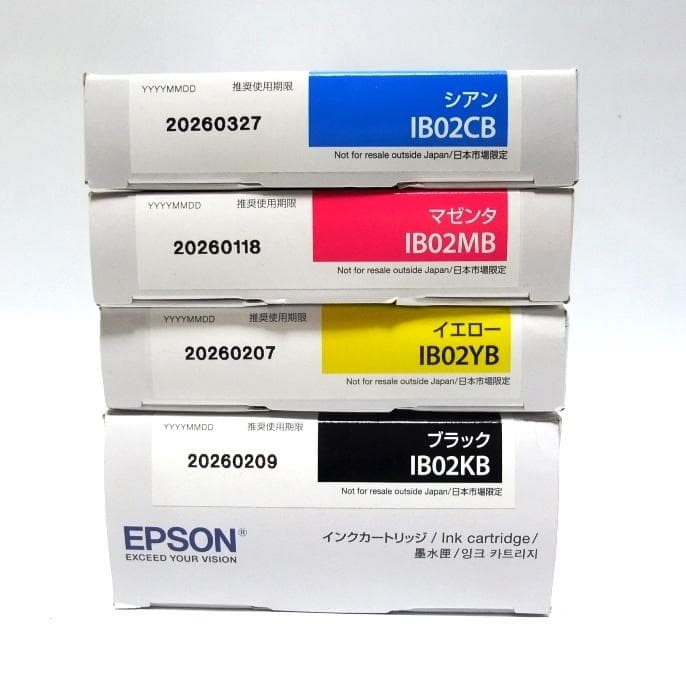 YYYYMMDD 推奨使用期限
20260327
シアン
IB02CB
Not for resale outside Japan/日本市場限定
YYYYMMDD 推奨使用期限
20260118
マゼンタ
IB02MB
Not for resale outside Japan/日本市場限定
YYYYMMDD 推奨使用期限
20260207
イエロー
IB02YB
Not for resale outside Japan/日本市場限定
YYYYMMDD 推奨使用期限
20260209
ブラック
IB02KB
Not for resale outside Japan/日本市場限定
EPSON®
EXCEED YOUR VISION
インクカートリッジ / Ink cartridge/
墨水匣/잉크 카트리지